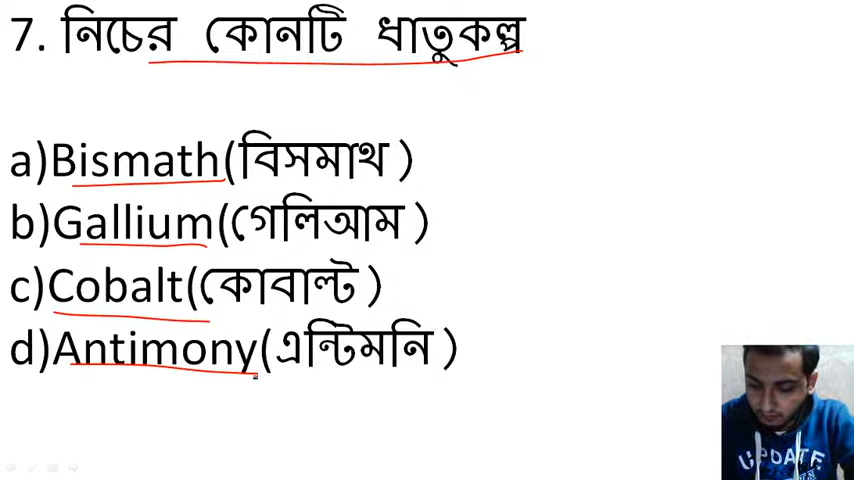 7. নিচের কোনটি ধাতুকল্প
a)Bismath(বিসমাথ)
b)Gallium(গেলিআম)
c)Cobalt(কোবাল্ট)
d)Antimony(এন্টিমনি)
UPDATE